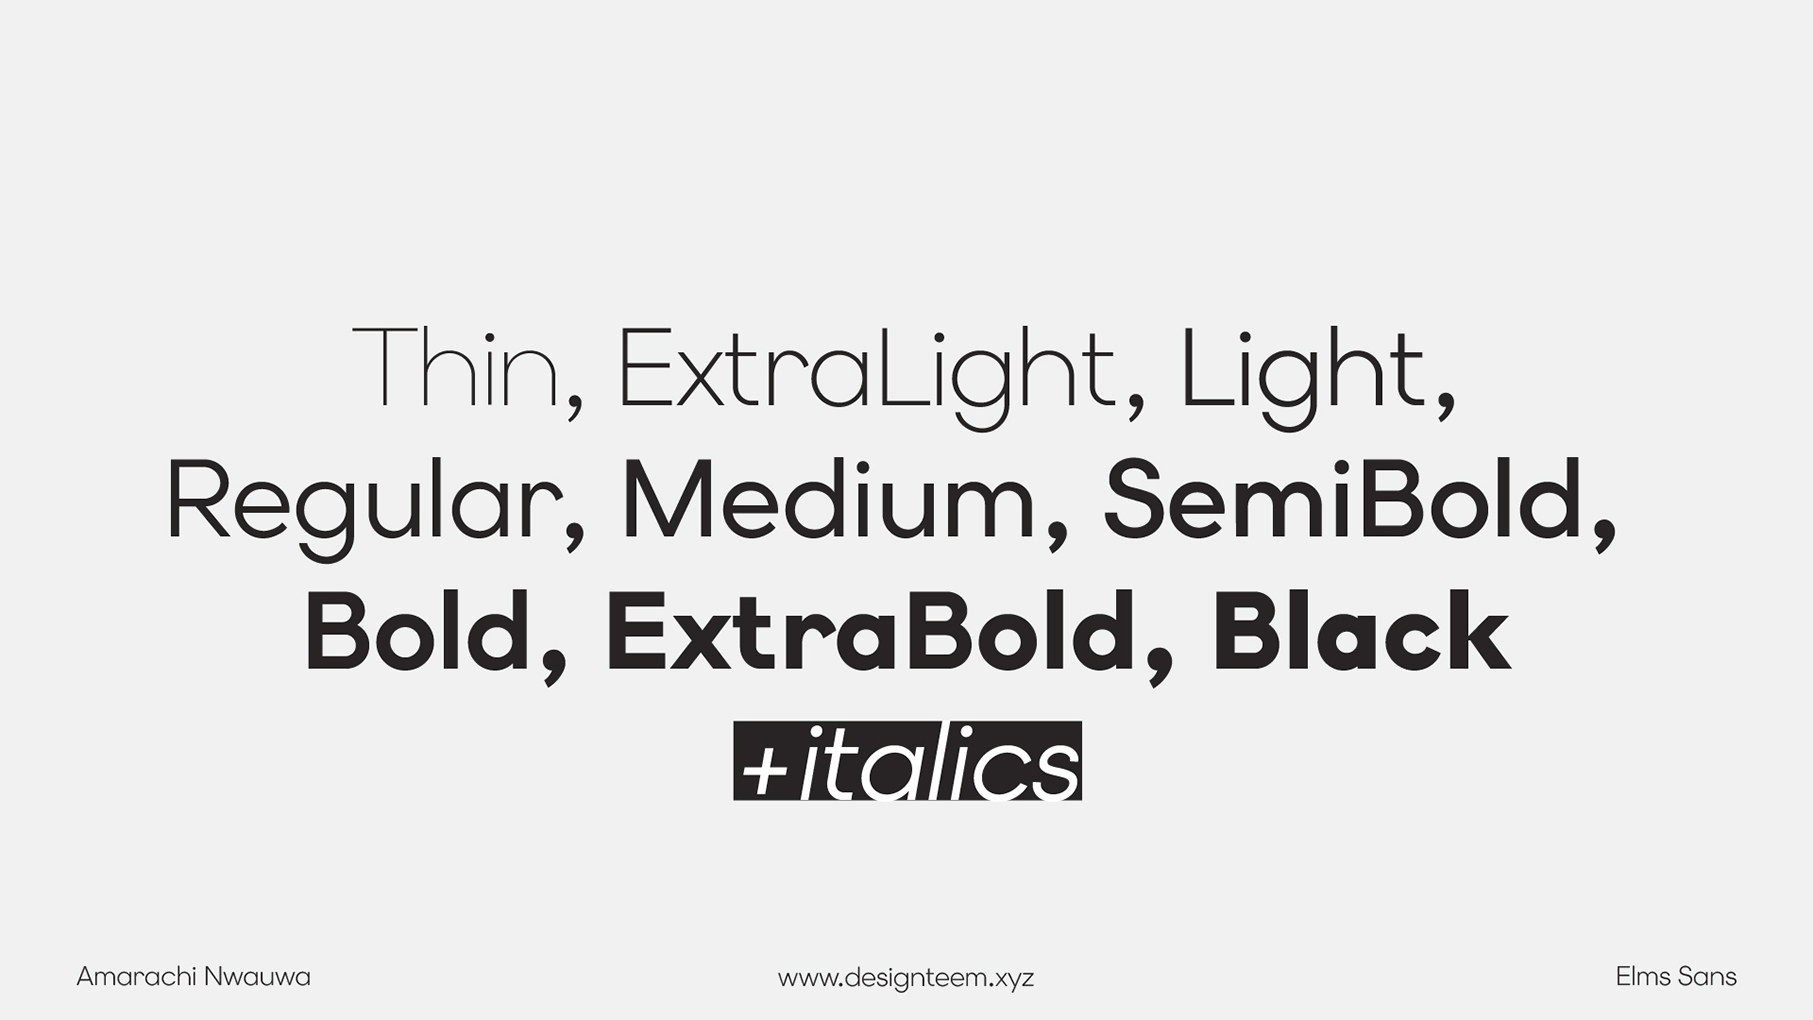 Thin, ExtraLight, Light,
Regular, Medium, SemiBold,
Bold, ExtraBold, Black
+italics
Amarachi Nwauwa
www.designteem.xyz
Elms Sans